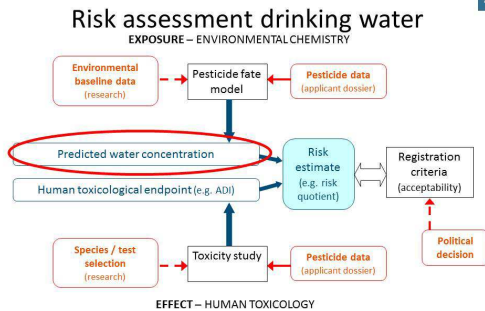 Risk assessment drinking water
EXPOSURE – ENVIRONMENTAL CHEMISTRY
Environmental
baseline data
(research)
Pesticide fate
model
Pesticide data
(applicant dossier)
Predicted water concentration
Human toxicological endpoint (e.g. ADI)
Risk
estimate
(e.g. risk
quotient)
Registration
criteria
(acceptability)
Species / test
selection
(research)
Toxicity study
Pesticide data
(applicant dossier)
Political
decision
EFFECT – HUMAN TOXICOLOGY